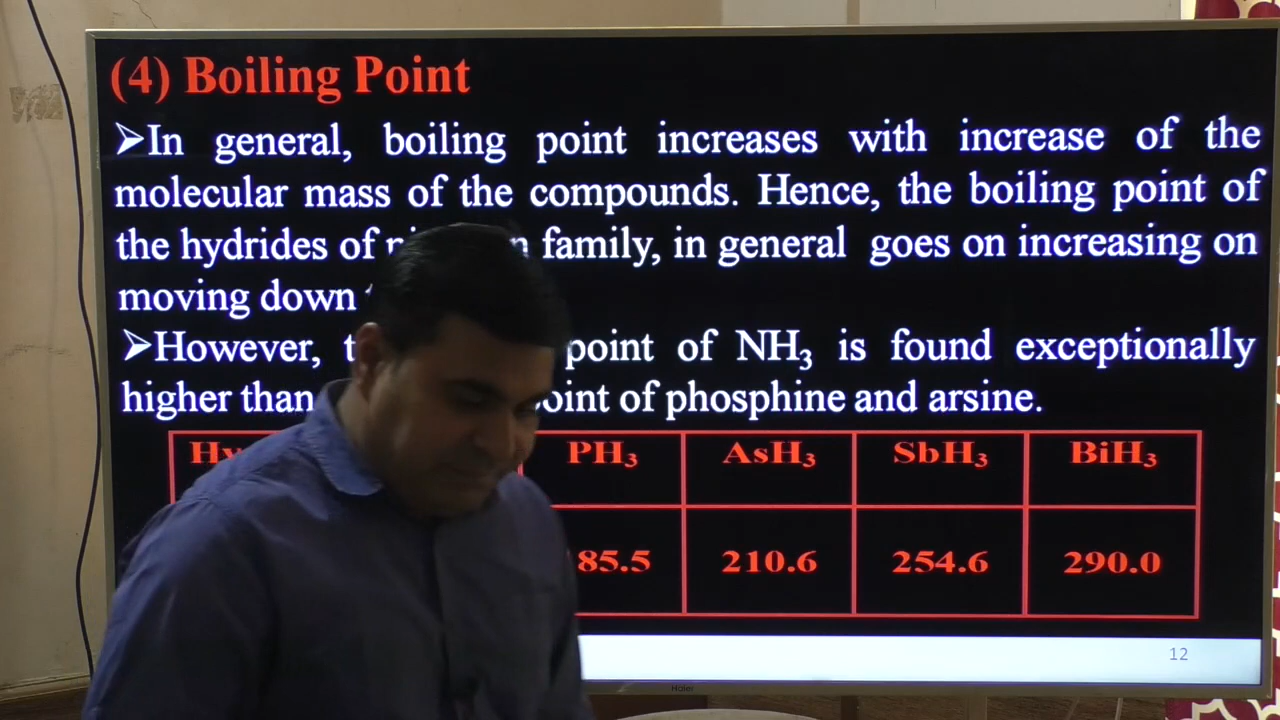 (4) Boiling Point
➢In general, boiling point increases with increase of the
molecular mass of the compounds. Hence, the boiling point of
the hydrides of family, in general goes on increasing on
moving down
➢However, point of NH₃ is found exceptionally
higher than point of phosphine and arsine.
PH₃ AsH₃ SbH₃ BiH₃
85.5 210.6 254.6 290.0
12
Haier